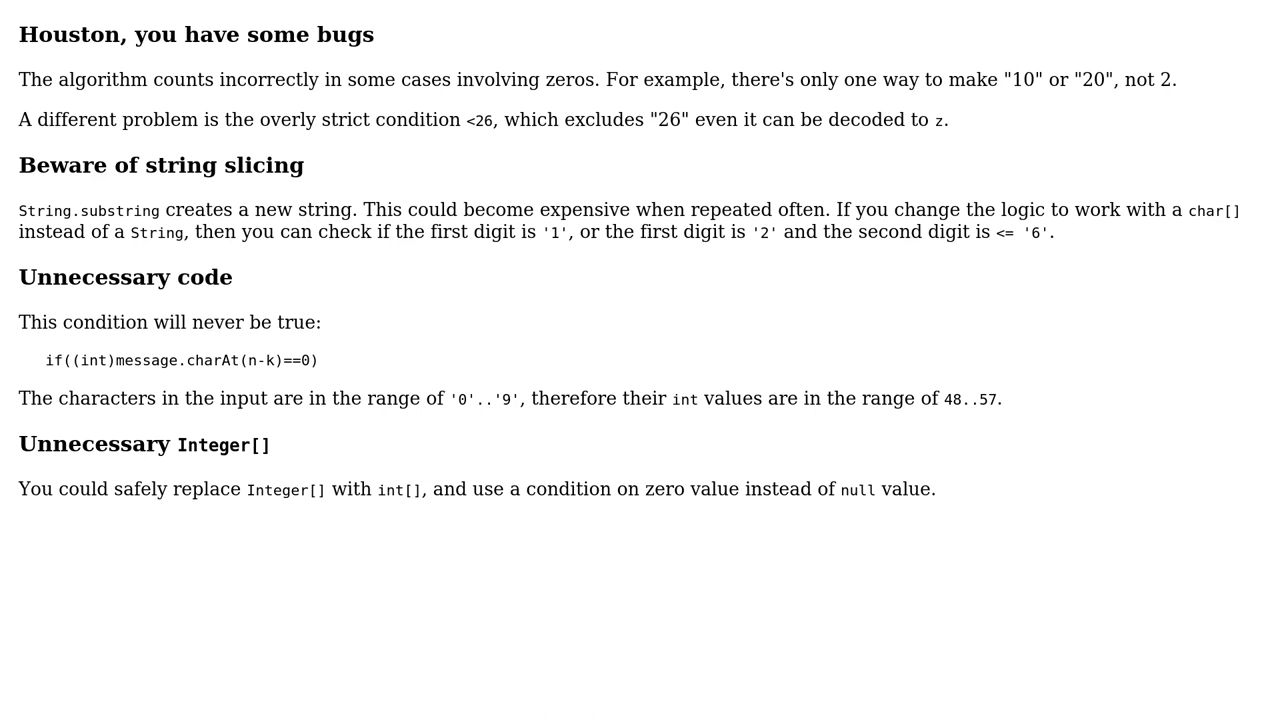 Houston, you have some bugs
The algorithm counts incorrectly in some cases involving zeros. For example, there's only one way to make "10" or "20", not 2.
A different problem is the overly strict condition <26, which excludes "26" even it can be decoded to z.
Beware of string slicing
String.substring creates a new string. This could become expensive when repeated often. If you change the logic to work with a char[]
instead of a String, then you can check if the first digit is '1', or the first digit is '2' and the second digit is <= '6'.
Unnecessary code
This condition will never be true:
if((int)message.charAt(n-k)==0)
The characters in the input are in the range of '0'..'9', therefore their int values are in the range of 48..57.
Unnecessary Integer[]
You could safely replace Integer[] with int[], and use a condition on zero value instead of null value.